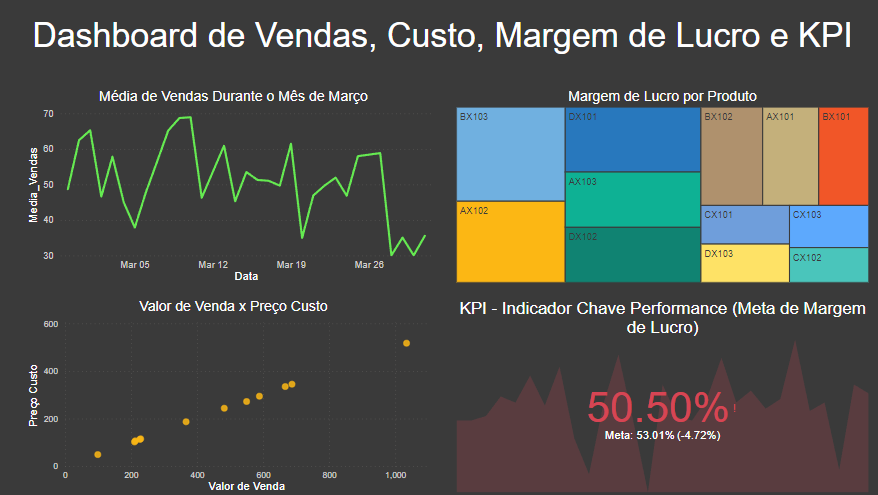 Dashboard de Vendas, Custo, Margem de Lucro e KPI
Média de Vendas Durante o Mês de Março
Media_Vendas
70
60
50
40
30
Mar 05
Mar 12
Mar 19
Mar 26
Data
Margem de Lucro por Produto
BX103
DX101
BX102
AX101
BX101
AX103
AX102
CX101
CX103
DX102
DX103
CX102
Valor de Venda x Preço Custo
Preço Custo
600
400
200
0
0
200
400
600
800
1,000
Valor de Venda
KPI - Indicador Chave Performance (Meta de Margem
de Lucro)
50.50%!
Meta: 53.01% (-4.72%)